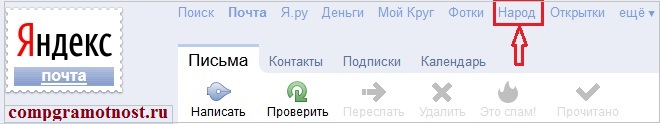 Поиск Почта Я.ру Деньги Мой Круг Фотки Народ Открытки ещё ▾
Яндекс
почта
Письма Контакты Подписки Календарь
Написать Проверить Переслать Удалить Это спам! Прочитано
compgramotnost.ru